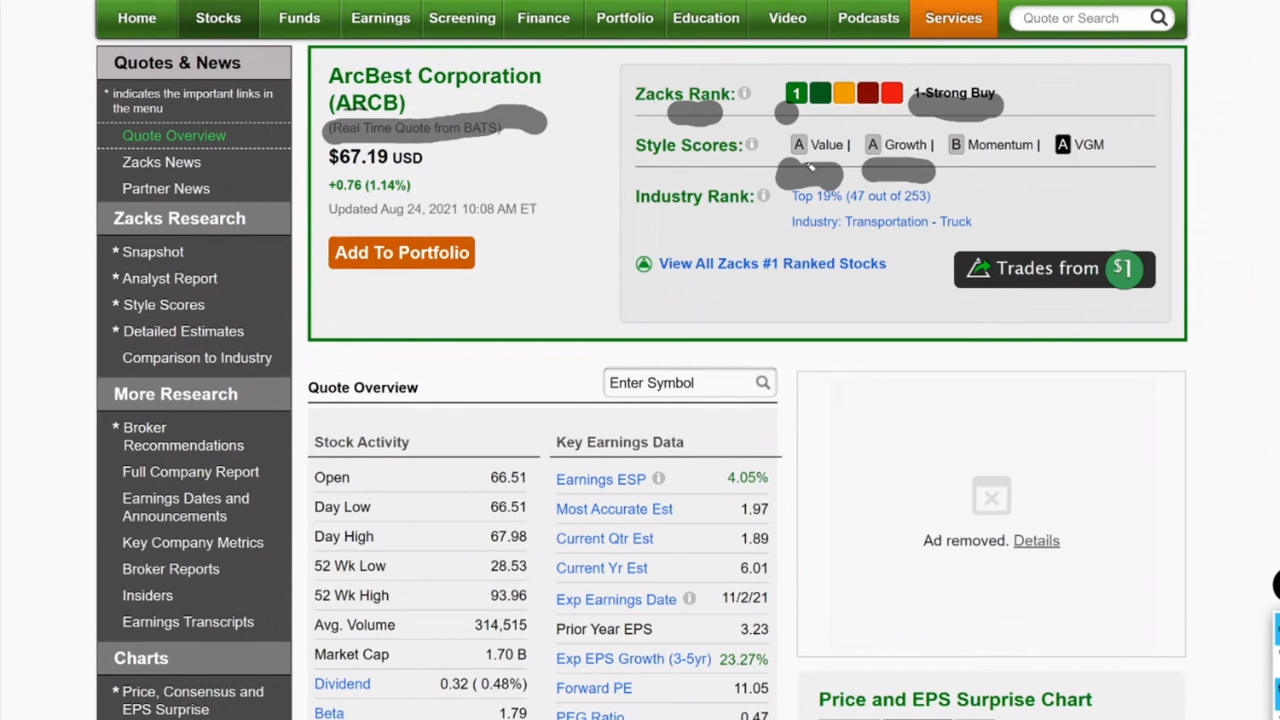 Home Stocks Funds Earnings Screening Finance Portfolio Education Video Podcasts Services Quote or Search
Quotes & News
* indicates the important links in
the menu
Quote Overview
Zacks News
Partner News
Zacks Research
* Snapshot
* Analyst Report
* Style Scores
* Detailed Estimates
Comparison to Industry
More Research
* Broker
Recommendations
Full Company Report
Earnings Dates and
Announcements
Key Company Metrics
Broker Reports
Insiders
Earnings Transcripts
Charts
* Price, Consensus and
EPS Surprise
ArcBest Corporation
(ARCB)
(Real Time Quote from BATS)
$67.19 USD
+0.76 (1.14%)
Updated Aug 24, 2021 10:08 AM ET
Add To Portfolio
Zacks Rank: 1 1-Strong Buy
Style Scores: A Value | A Growth | B Momentum | A VGM
Industry Rank: Top 19% (47 out of 253)
Industry: Transportation - Truck
View All Zacks #1 Ranked Stocks
Trades from $1
Quote Overview
Enter Symbol
Stock Activity
Open 66.51
Day Low 66.51
Day High 67.98
52 Wk Low 28.53
52 Wk High 93.96
Avg. Volume 314,515
Market Cap 1.70 B
Dividend 0.32 ( 0.48%)
Beta 1.79
Key Earnings Data
Earnings ESP 4.05%
Most Accurate Est 1.97
Current Qtr Est 1.89
Current Yr Est 6.01
Exp Earnings Date 11/2/21
Prior Year EPS 3.23
Exp EPS Growth (3-5yr) 23.27%
Forward PE 11.05
PEG Ratio 0.47
Ad removed. Details
Price and EPS Surprise Chart